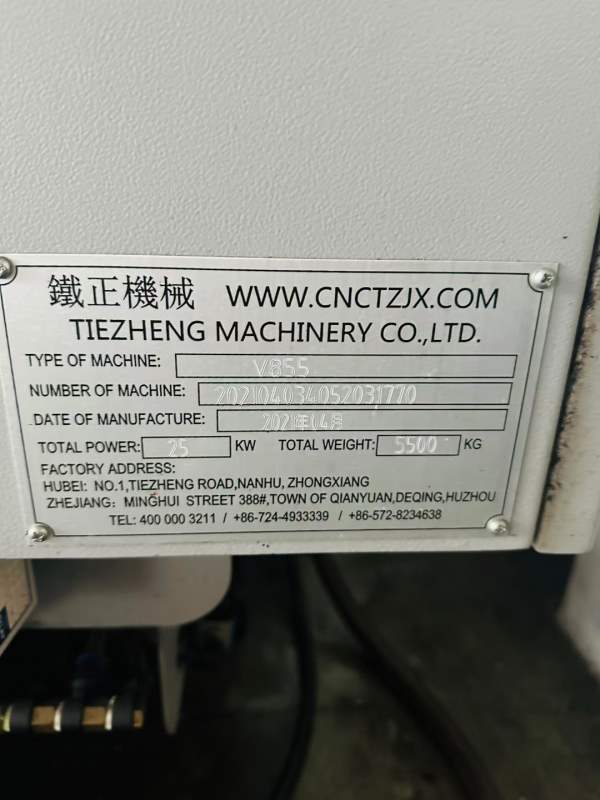 鐵正機械 WWW.CNCTZJX.COM
TIEZHENG MACHINERY CO.,LTD.
TYPE OF MACHINE: V855
NUMBER OF MACHINE: 202104034052031770
DATE OF MANUFACTURE: 2021年04月
TOTAL POWER: 25 KW TOTAL WEIGHT: 5500 KG
FACTORY ADDRESS:
HUBEI: NO.1,TIEZHENG ROAD,NANHU, ZHONGXIANG
ZHEJIANG: MINGHUI STREET 388#,TOWN OF QIANYUAN,DEQING,HUZHOU
TEL: 400 000 3211 / +86-724-4933339 / +86-572-8234638